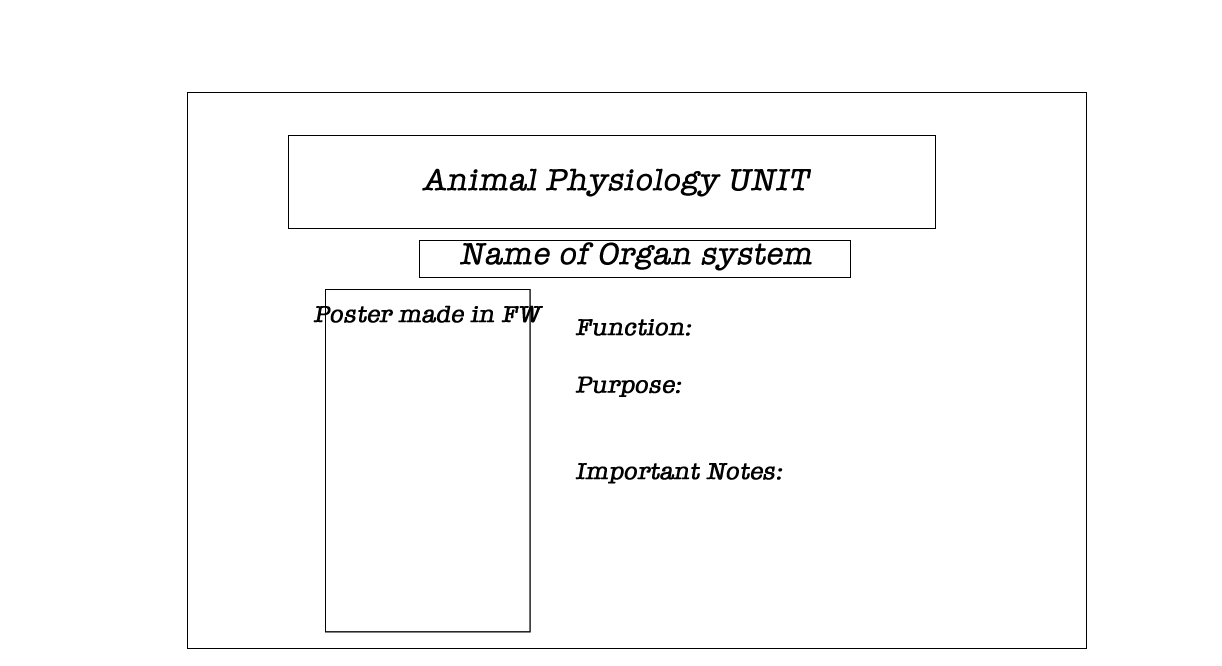 Animal Physiology UNIT
Name of Organ system
Poster made in FW
Function:
Purpose:
Important Notes: